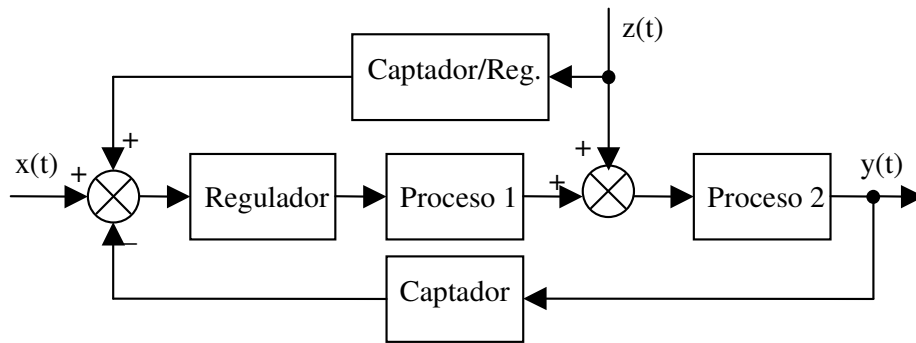 z(t)
Captador/Reg.
+
x(t)
+
+
y(t)
+
Regulador
Proceso 1
+
Proceso 2
−
Captador
z(t)